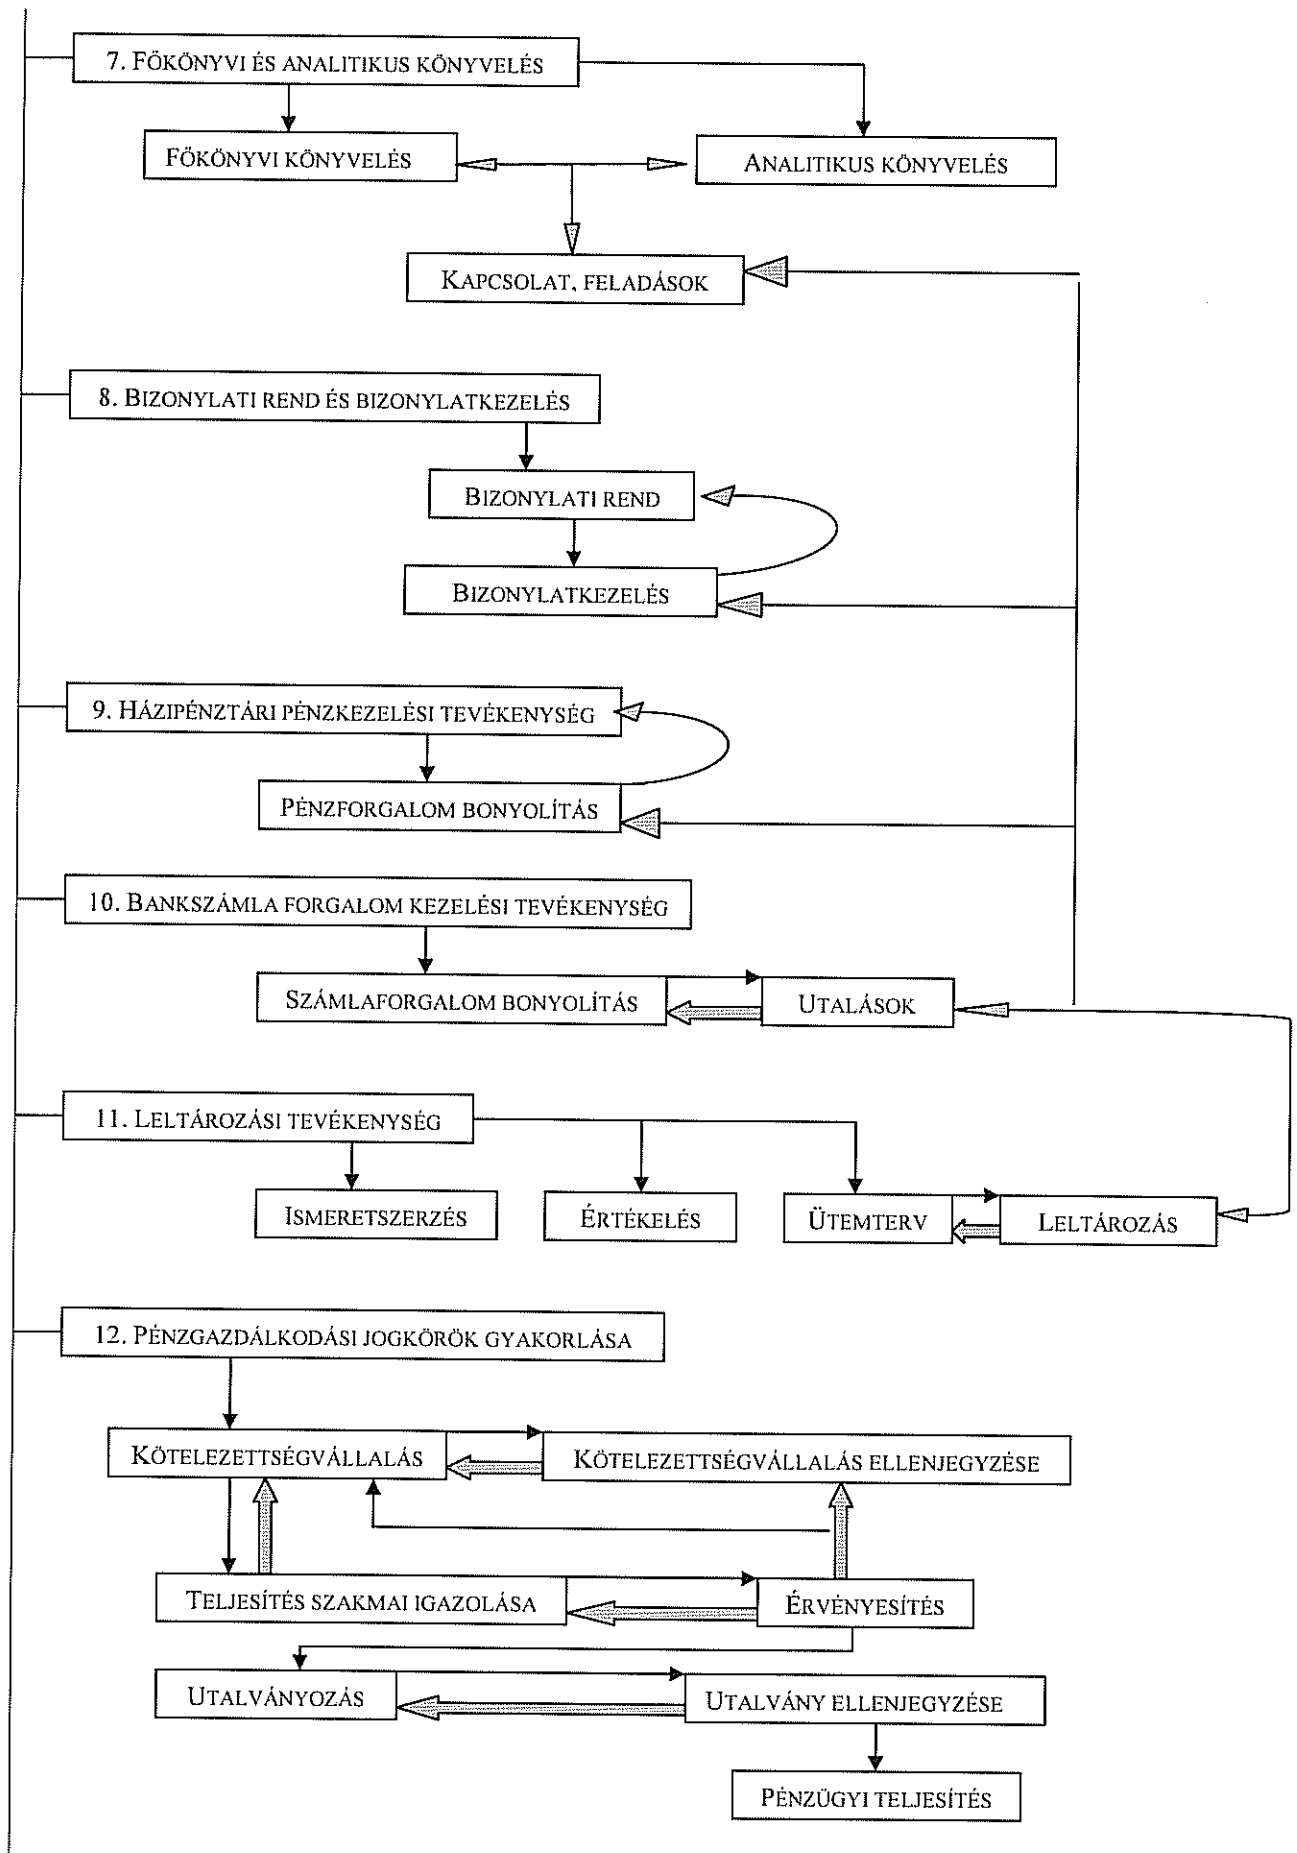 7. FŐKÖNYVI ÉS ANALITIKUS KÖNYVELÉS
FŐKÖNYVI KÖNYVELÉS
ANALITIKUS KÖNYVELÉS
KAPCSOLAT, FELADÁSOK
8. BIZONYLATI REND ÉS BIZONYLATKEZELÉS
BIZONYLATI REND
BIZONYLATKEZELÉS
9. HÁZIPÉNZTÁRI PÉNZKEZELÉSI TEVÉKENYSÉG
PÉNZFORGALOM BONYOLÍTÁS
10. BANKSZÁMLA FORGALOM KEZELÉSI TEVÉKENYSÉG
SZÁMLAFORGALOM BONYOLÍTÁS
UTALÁSOK
11. LELTÁROZÁSI TEVÉKENYSÉG
ISMERETSZERZÉS
ÉRTÉKELÉS
ÜTEMTERV
LELTÁROZÁS
12. PÉNZGAZDÁLKODÁSI JOGKÖRÖK GYAKORLÁSA
KÖTELEZETTSÉGVÁLLALÁS
KÖTELEZETTSÉGVÁLLALÁS ELLENJEGYZÉSE
TELJESÍTÉS SZAKMAI IGAZOLÁSA
ÉRVÉNYESÍTÉS
UTALVÁNYOZÁS
UTALVÁNY ELLENJEGYZÉSE
PÉNZÜGYI TELJESÍTÉS